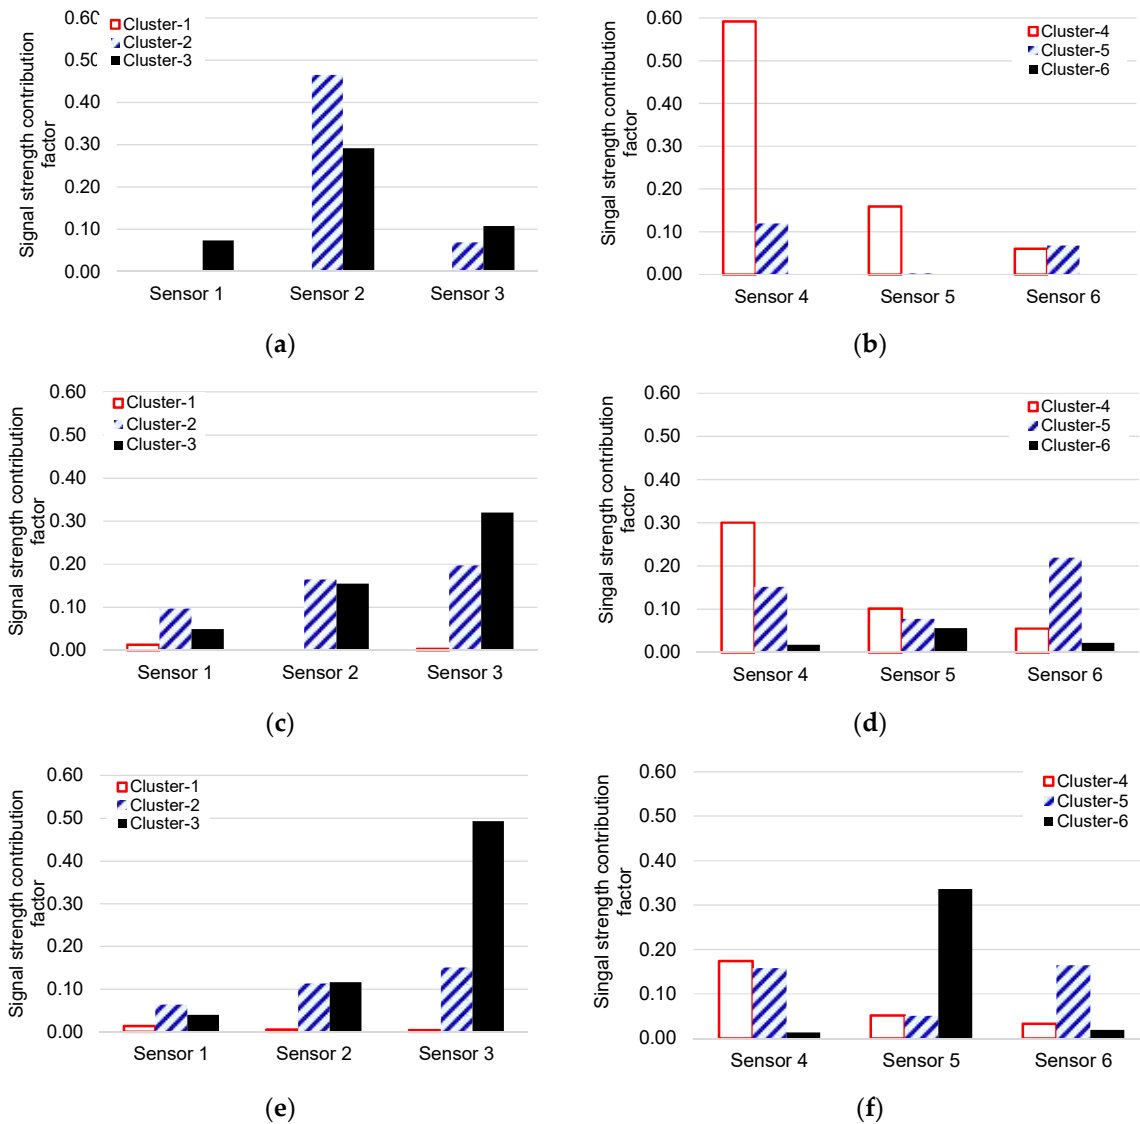 0.60
0.50
0.40
0.30
0.20
0.10
0.00
Signal strength contribution
factor
Cluster-1
Cluster-2
Cluster-3
Sensor 1
Sensor 2
Sensor 3
(a)
0.60
0.50
0.40
0.30
0.20
0.10
0.00
Singal strength contribution
factor
Cluster-4
Cluster-5
Cluster-6
Sensor 4
Sensor 5
Sensor 6
(b)
0.60
0.50
0.40
0.30
0.20
0.10
0.00
Signal strength contribution
factor
Cluster-1
Cluster-2
Cluster-3
Sensor 1
Sensor 2
Sensor 3
(c)
0.60
0.50
0.40
0.30
0.20
0.10
0.00
Singal strength contribution
factor
Cluster-4
Cluster-5
Cluster-6
Sensor 4
Sensor 5
Sensor 6
(d)
0.60
0.50
0.40
0.30
0.20
0.10
0.00
Signal strength contribution
factor
Cluster-1
Cluster-2
Cluster-3
Sensor 1
Sensor 2
Sensor 3
(e)
0.60
0.50
0.40
0.30
0.20
0.10
0.00
Singal strength contribution
factor
Cluster-4
Cluster-5
Cluster-6
Sensor 4
Sensor 5
Sensor 6
(f)